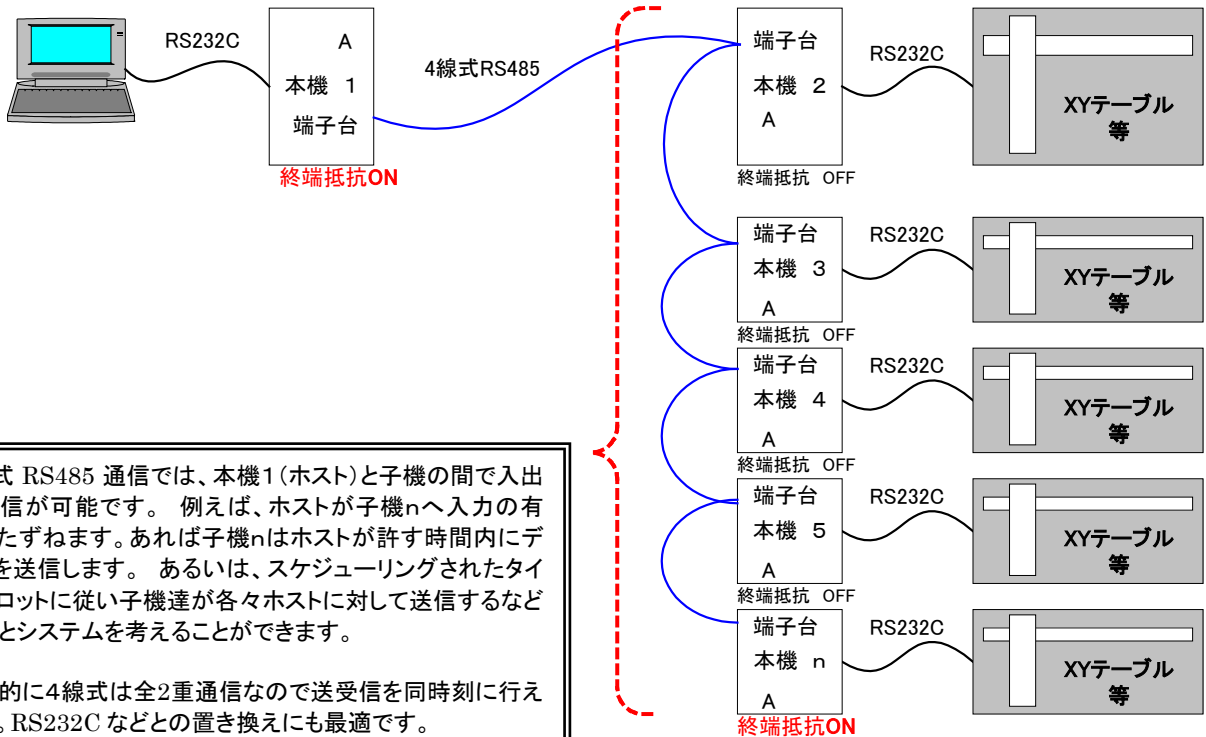 RS232C
A
本機 1
端子台
終端抵抗ON
4線式RS485
端子台
本機 2
A
終端抵抗 OFF
RS232C
XYテーブル
等
端子台
本機 3
A
終端抵抗 OFF
RS232C
XYテーブル
等
端子台
本機 4
A
終端抵抗 OFF
RS232C
XYテーブル
等
端子台
本機 5
A
終端抵抗 OFF
RS232C
XYテーブル
等
端子台
本機 n
A
終端抵抗ON
RS232C
XYテーブル
等
式 RS485 通信では、本機1(ホスト)と子機の間で入出
信が可能です。 例えば、ホストが子機nへ入力の有
たずねます。あれば子機nはホストが許す時間内にデ
を送信します。 あるいは、スケジューリングされたタイ
ロットに従い子機達が各々ホストに対して送信するなど
とシステムを考えることができます。
的に4線式は全2重通信なので送受信を同時刻に行え
。RS232C などとの置き換えにも最適です。